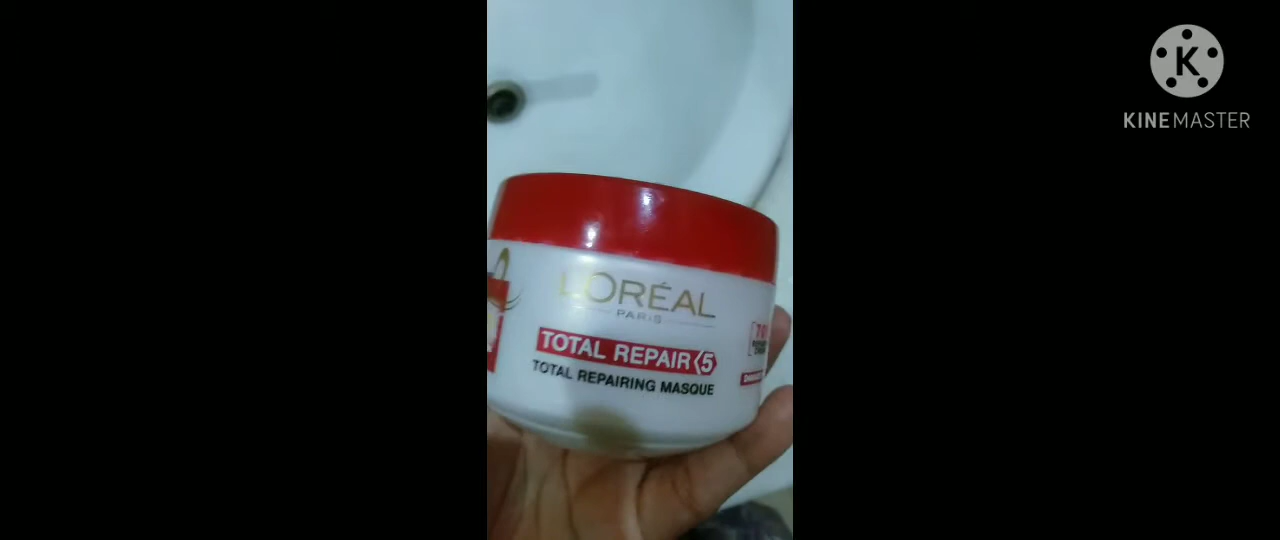 K
KINEMASTER
L'ORÉAL
PARIS
TOTAL REPAIR 5
TOTAL REPAIRING MASQUE